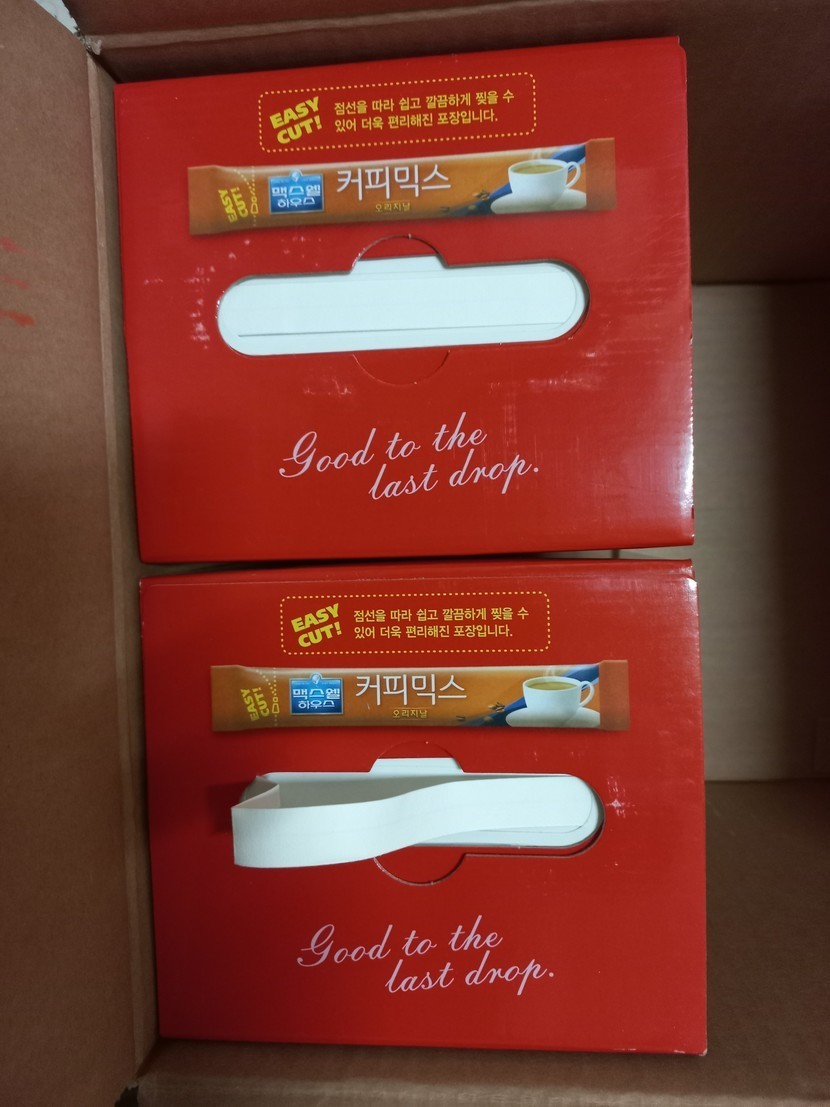 EASY
CUT!
점선을 따라 쉽고 깔끔하게 찢을 수
있어 더욱 편리해진 포장입니다.
EASY
CUT!
맥스웰
하우스
커피믹스
오리지날
Good to the
last drop.
EASY
CUT!
점선을 따라 쉽고 깔끔하게 찢을 수
있어 더욱 편리해진 포장입니다.
EASY
CUT!
맥스웰
하우스
커피믹스
오리지날
Good to the
last drop.